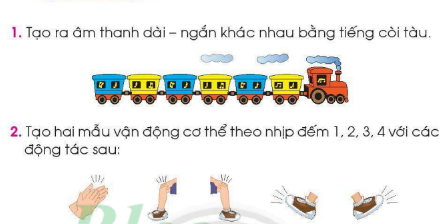 1. Tạo ra âm thanh dài – ngắn khác nhau bằng tiếng còi tàu.
2. Tạo hai mẫu vận động cơ thể theo nhịp đếm 1, 2, 3, 4 với các
động tác sau: